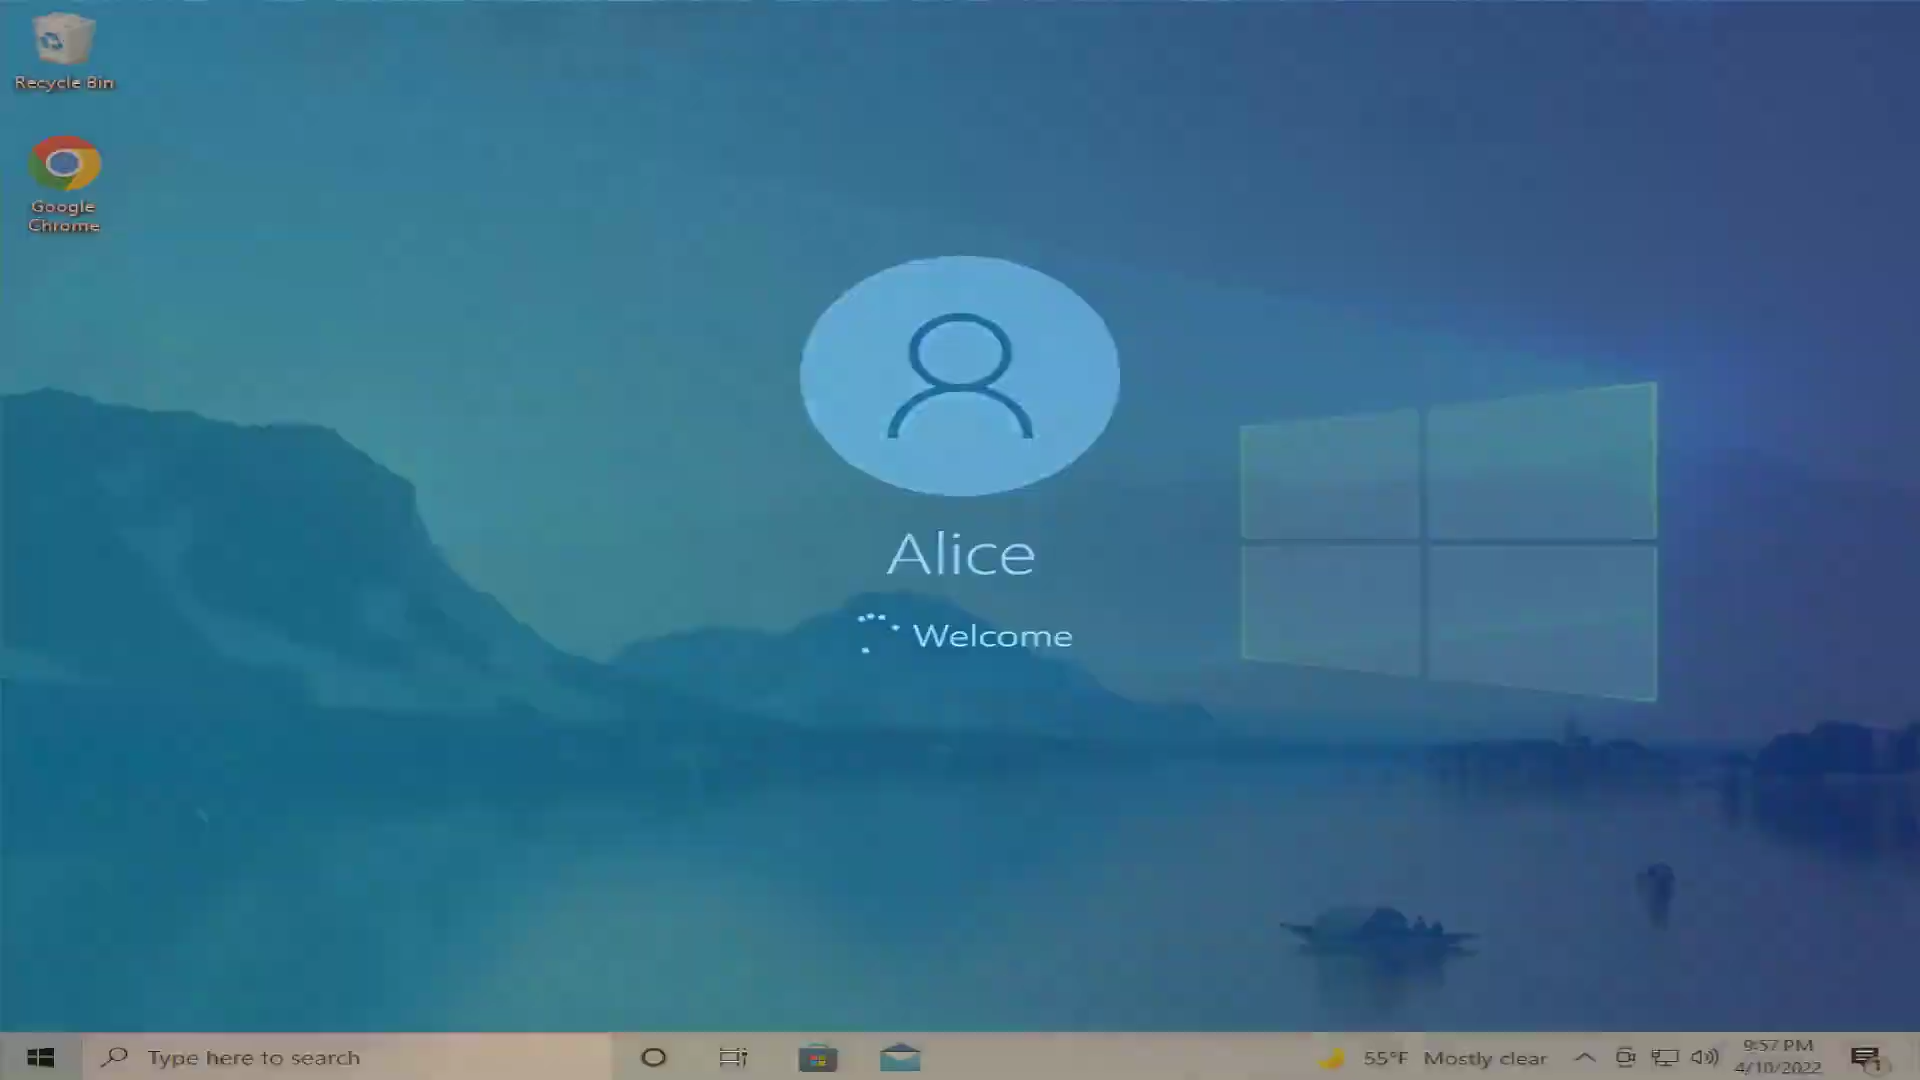 Recycle Bin
Google
Chrome
Alice
Welcome
Type here to search
55°F Mostly clear
9:57 PM
4/10/2022
1